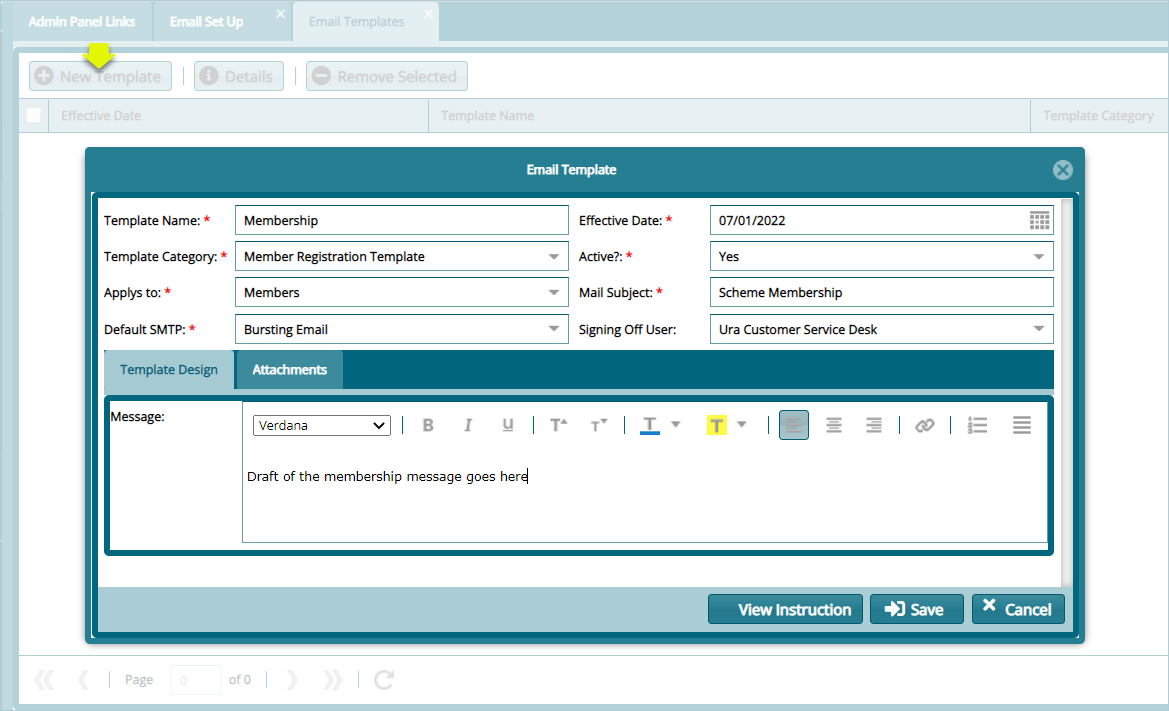 Admin Panel Links Email Set Up Email Templates
New Template Details Remove Selected
Effective Date Template Name Template Category
Email Template
Template Name: * Membership Effective Date: * 07/01/2022
Template Category: * Member Registration Template Active?: * Yes
Applys to: * Members Mail Subject: * Scheme Membership
Default SMTP: * Bursting Email Signing Off User: Ura Customer Service Desk
Template Design Attachments
Message: Verdana B I U T T T T
Draft of the membership message goes here
View Instruction Save Cancel
Page 0 of 0